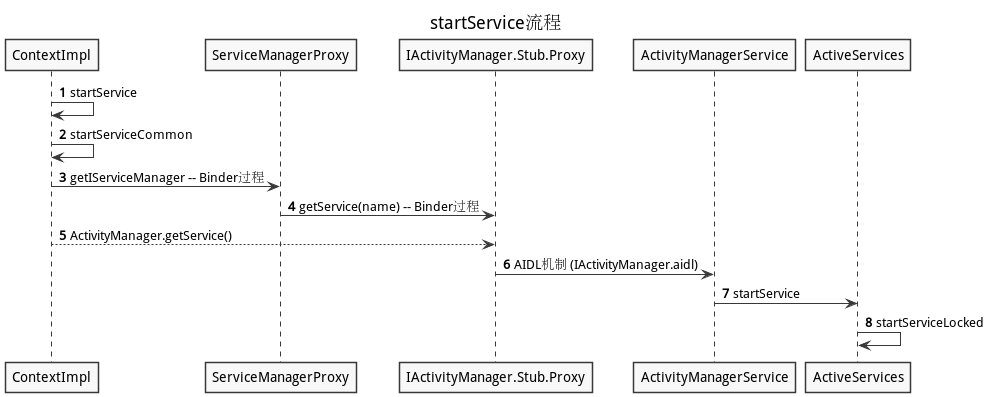 startService流程
ContextImpl
ServiceManagerProxy
IActivityManager.Stub.Proxy
ActivityManagerService
ActiveServices
1 startService
2 startServiceCommon
3 getIServiceManager -- Binder过程
4 getService(name) -- Binder过程
5 ActivityManager.getService()
6 AIDL机制 (IActivityManager.aidl)
7 startService
8 startServiceLocked
ContextImpl
ServiceManagerProxy
IActivityManager.Stub.Proxy
ActivityManagerService
ActiveServices